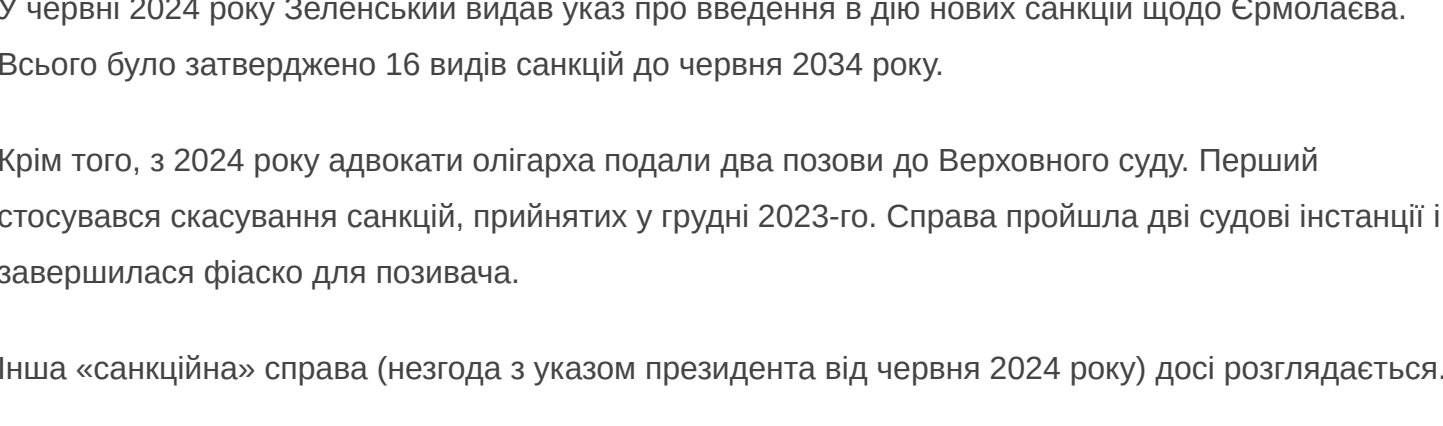 У червні 2024 року Зеленський видав указ про введення в дію нових санкцій щодо Єрмолаєва.
Всього було затверджено 16 видів санкцій до червня 2034 року.
Крім того, з 2024 року адвокати олігарха подали два позови до Верховного суду. Перший
стосувався скасування санкцій, прийнятих у грудні 2023-го. Справа пройшла дві судові інстанції і
завершилася фіаско для позивача.
Інша «санкційна» справа (незгода з указом президента від червня 2024 року) досі розглядається.